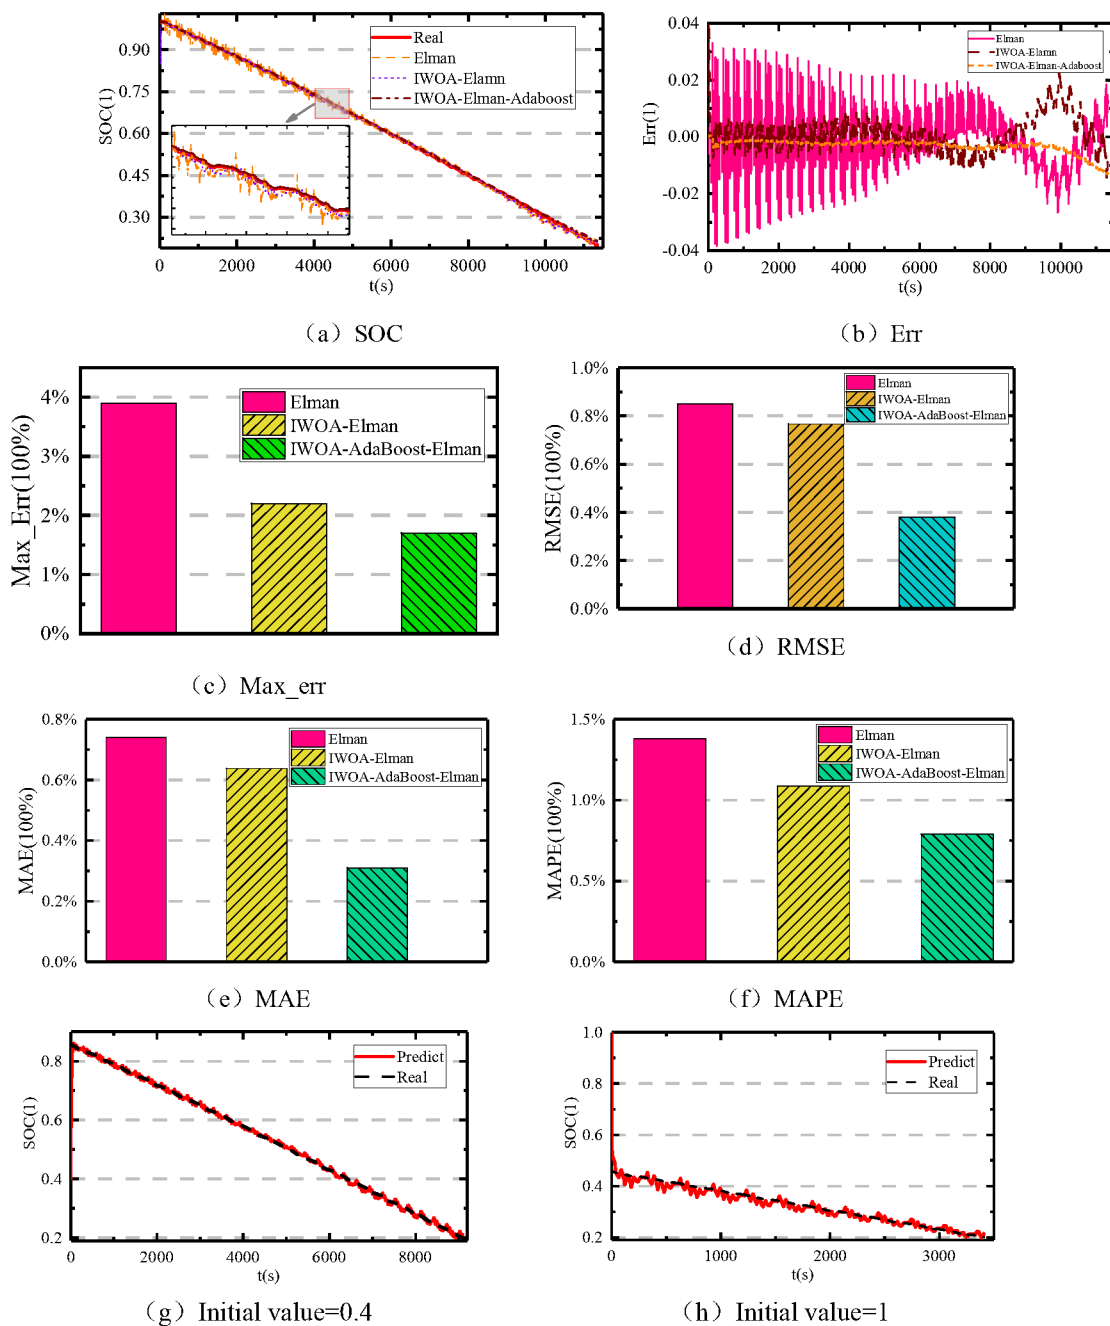 SOC(1)
0.90
0.75
0.60
0.45
0.30
Real
Elman
IWOA-Elamn
IWOA-Elman-Adaboost
0 2000 4000 6000 8000 10000
t(s)
(a) SOC
Err(1)
0.04
0.02
0.00
-0.02
-0.04
Elman
IWOA-Elamn
IWOA-Elman-Adaboost
0 2000 4000 6000 8000 10000
t(s)
(b) Err
Max_Err(100%)
4%
3%
2%
1%
0%
Elman
IWOA-Elman
IWOA-AdaBoost-Elman
(c) Max_err
RMSE(100%)
1.0%
0.8%
0.6%
0.4%
0.2%
0.0%
Elman
IWOA-Elman
IWOA-AdaBoost-Elman
(d) RMSE
MAE(100%)
0.8%
0.6%
0.4%
0.2%
0.0%
Elman
IWOA-Elman
IWOA-AdaBoost-Elman
(e) MAE
MAPE(100%)
1.5%
1.0%
0.5%
0.0%
Elman
IWOA-Elman
IWOA-AdaBoost-Elman
(f) MAPE
SOC(1)
0.8
0.6
0.4
0.2
Predict
Real
0 2000 4000 6000 8000
t(s)
(g) Initial value=0.4
SOC(1)
1.0
0.8
0.6
0.4
0.2
Predict
Real
0 1000 2000 3000
t(s)
(h) Initial value=1